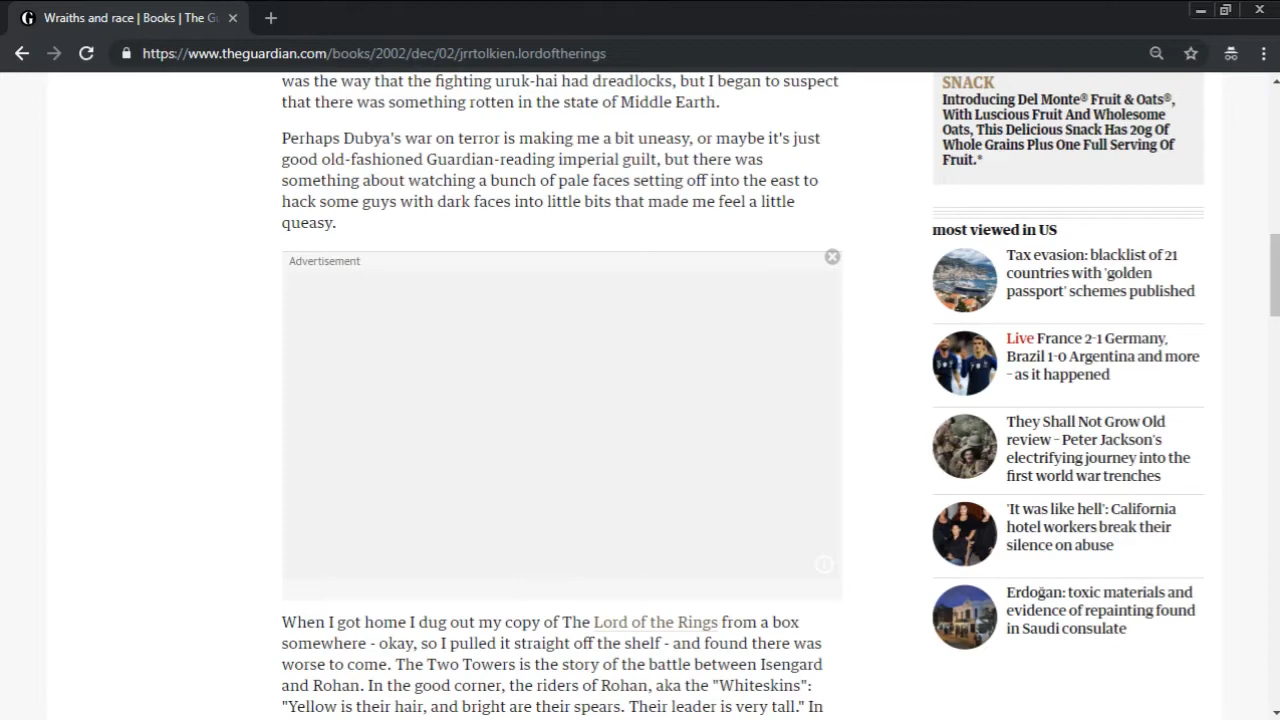 Wraiths and race | Books | The Gu
https://www.theguardian.com/books/2002/dec/02/jrrtolkien.lordoftherings
was the way that the fighting uruk-hai had dreadlocks, but I began to suspect
that there was something rotten in the state of Middle Earth.
Perhaps Dubya's war on terror is making me a bit uneasy, or maybe it's just
good old-fashioned Guardian-reading imperial guilt, but there was
something about watching a bunch of pale faces setting off into the east to
hack some guys with dark faces into little bits that made me feel a little
queasy.
Advertisement
When I got home I dug out my copy of The Lord of the Rings from a box
somewhere - okay, so I pulled it straight off the shelf - and found there was
worse to come. The Two Towers is the story of the battle between Isengard
and Rohan. In the good corner, the riders of Rohan, aka the "Whiteskins":
"Yellow is their hair, and bright are their spears. Their leader is very tall." In
SNACK
Introducing Del Monte® Fruit & Oats®,
With Luscious Fruit And Wholesome
Oats, This Delicious Snack Has 20g Of
Whole Grains Plus One Full Serving Of
Fruit.*
most viewed in US
Tax evasion: blacklist of 21
countries with 'golden
passport' schemes published
Live France 2-1 Germany,
Brazil 1-0 Argentina and more
– as it happened
They Shall Not Grow Old
review – Peter Jackson's
electrifying journey into the
first world war trenches
'It was like hell': California
hotel workers break their
silence on abuse
Erdoğan: toxic materials and
evidence of repainting found
in Saudi consulate